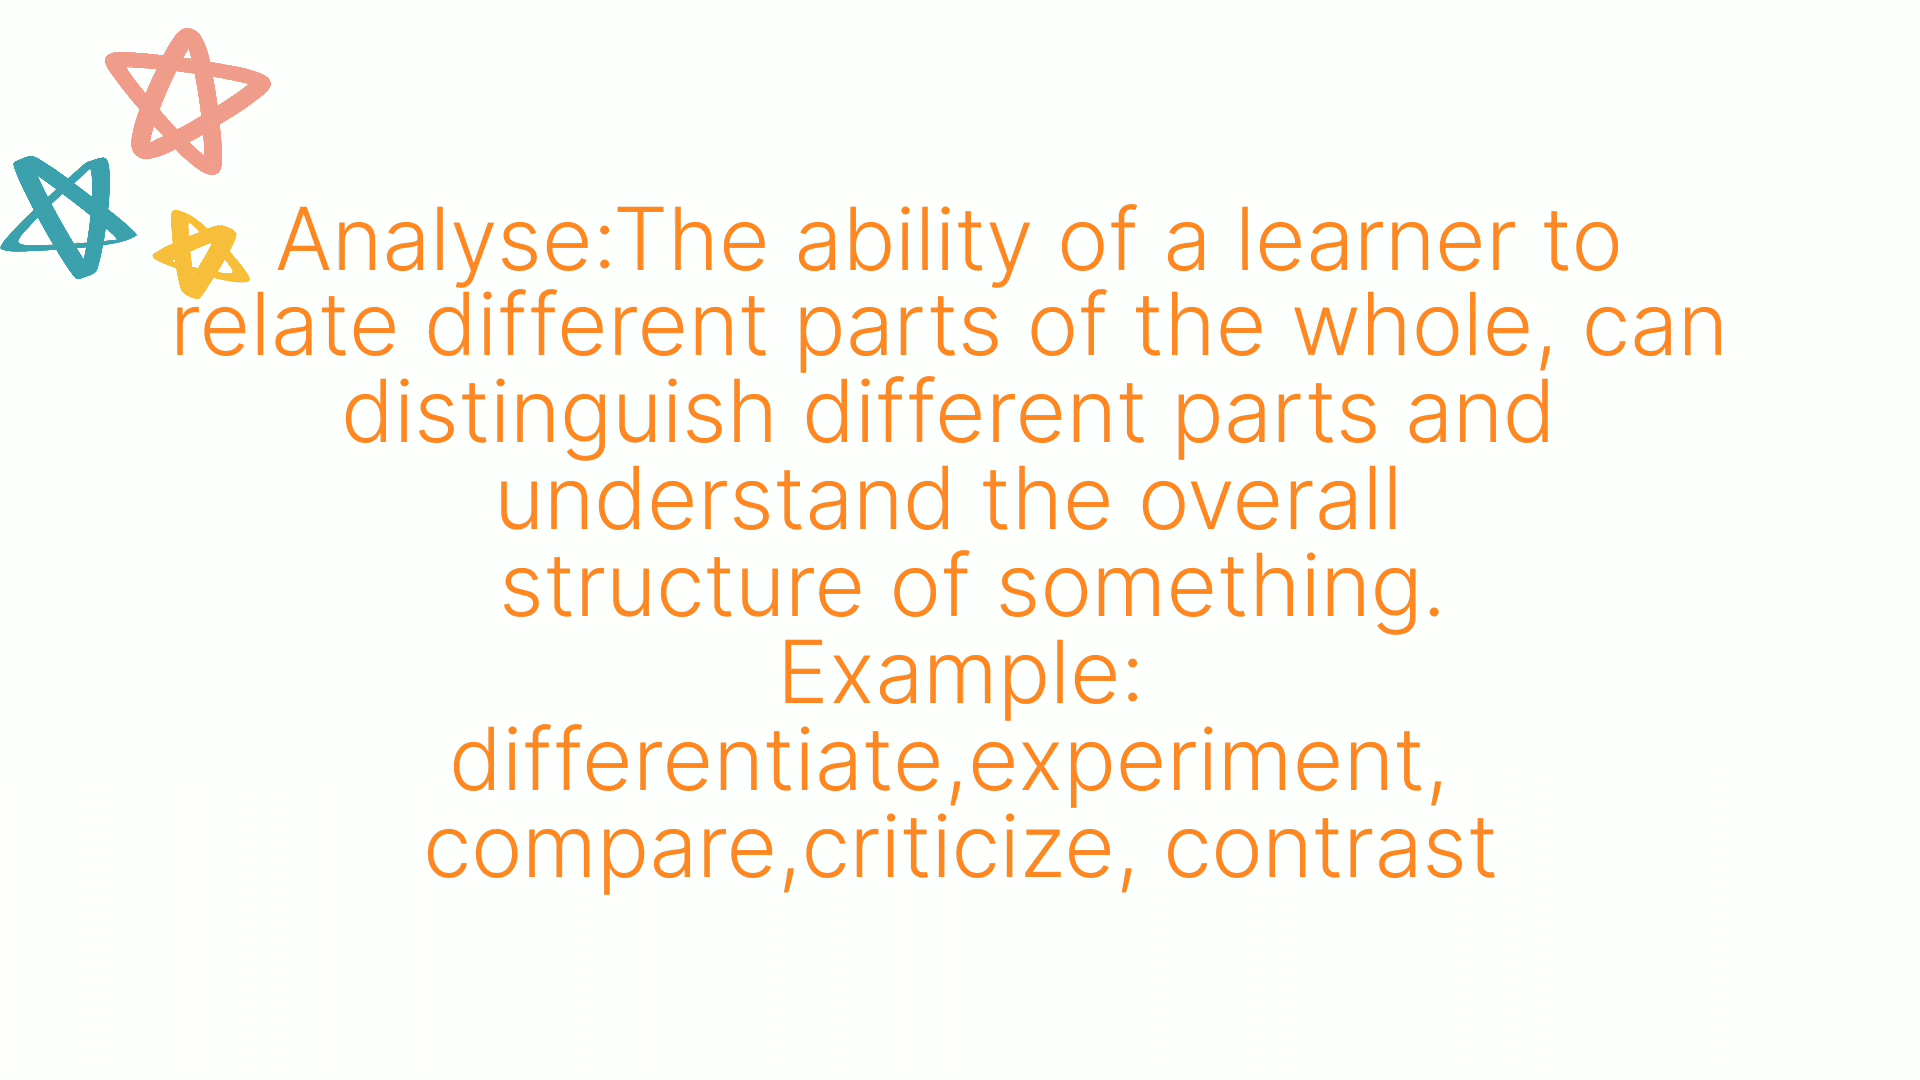 Analyse:The ability of a learner to
relate different parts of the whole, can
distinguish different parts and
understand the overall
structure of something.
Example:
differentiate,experiment,
compare,criticize, contrast